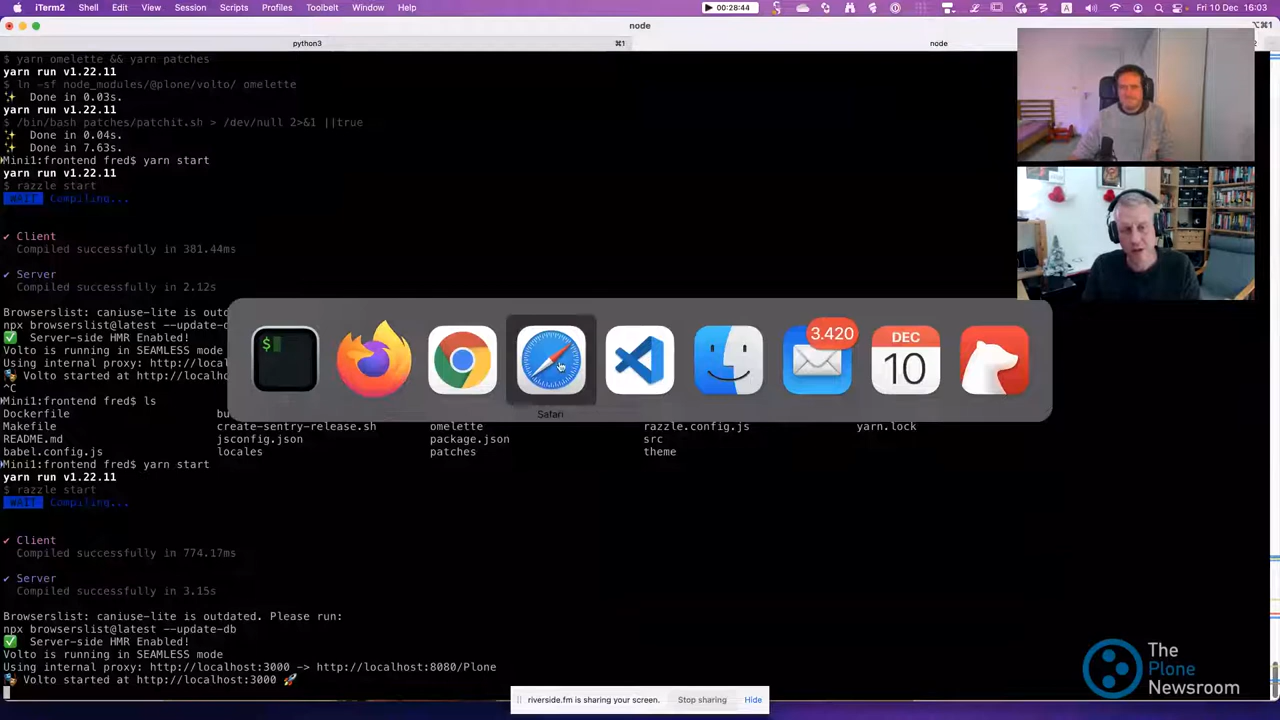 iTerm2 Shell Edit View Session Scripts Profiles Toolbelt Window Help 00:28:44 A Fri 10 Dec 16:03
node ⌥⌘1
python3 ⌘1 node
$ yarn omelette && yarn patches
yarn run v1.22.11
$ ln -sf node_modules/@plone/volto/ omelette
✨ Done in 0.03s.
yarn run v1.22.11
$ /bin/bash patches/patchit.sh > /dev/null 2>&1 ||true
✨ Done in 0.04s.
✨ Done in 7.63s.
Mini1:frontend fred$ yarn start
yarn run v1.22.11
$ razzle start
WAIT Compiling...
✔ Client
Compiled successfully in 381.44ms
✔ Server
Compiled successfully in 2.12s
Browserslist: caniuse-lite is outd
npx browserslist@latest --update-d
✅ Server-side HMR Enabled!
Volto is running in SEAMLESS mode
Using internal proxy: http://local
Volto started at http://localhos
^C
Mini1:frontend fred$ ls
Dockerfile bu
Makefile create-sentry-release.sh omelette razzle.config.js yarn.lock
README.md jsconfig.json package.json src
babel.config.js locales patches theme
Mini1:frontend fred$ yarn start
yarn run v1.22.11
$ razzle start
WAIT Compiling...
✔ Client
Compiled successfully in 774.17ms
✔ Server
Compiled successfully in 3.15s
Browserslist: caniuse-lite is outdated. Please run:
npx browserslist@latest --update-db
✅ Server-side HMR Enabled!
Volto is running in SEAMLESS mode
Using internal proxy: http://localhost:3000 -> http://localhost:8080/Plone
Volto started at http://localhost:3000 🚀
$
3.420
DEC
10
Safari
riverside.fm is sharing your screen. Stop sharing Hide
The
Plone
Newsroom